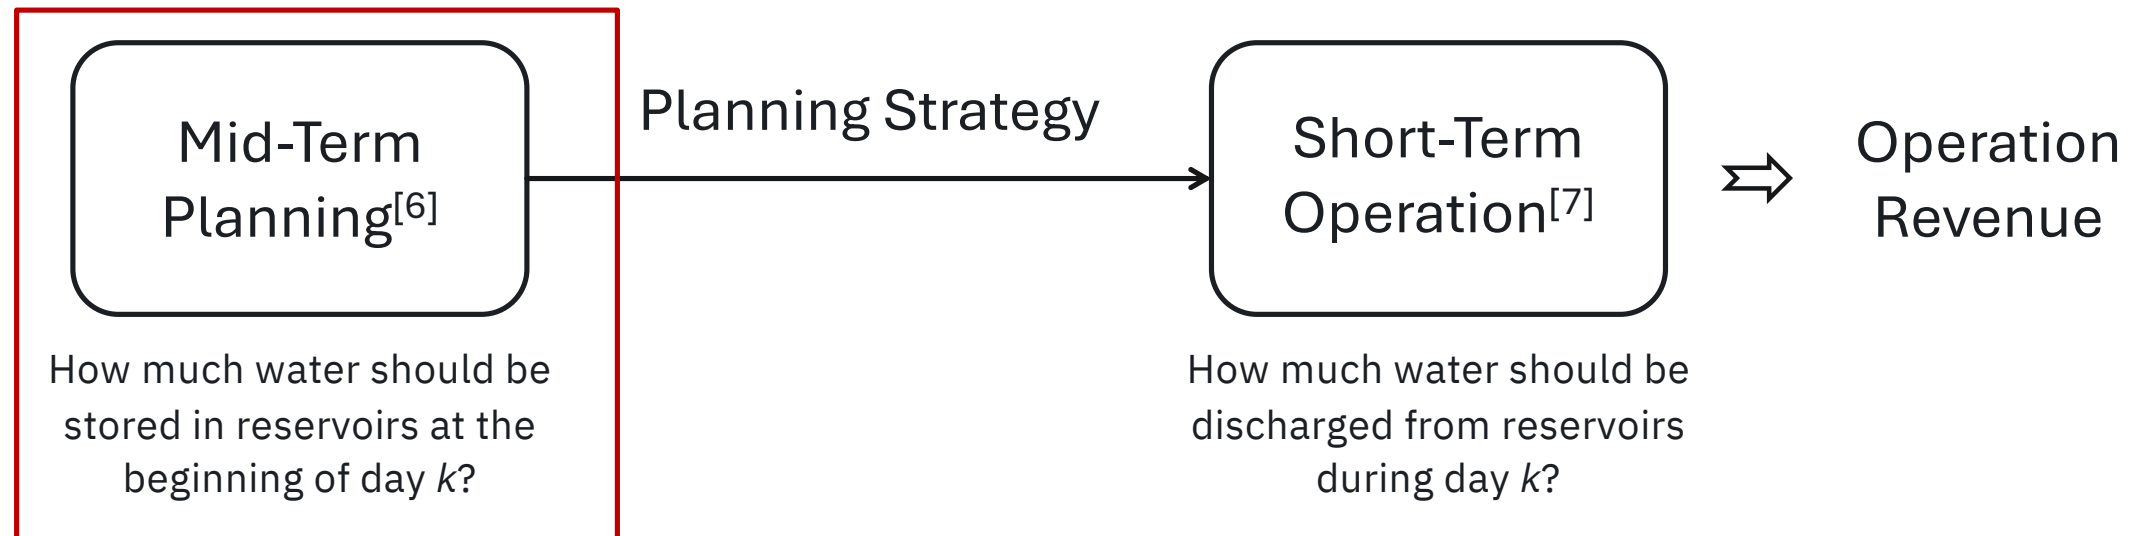 Mid-Term
Planning[6]
How much water should be
stored in reservoirs at the
beginning of day k?
Planning Strategy
Short-Term
Operation[7]
How much water should be
discharged from reservoirs
during day k?
Operation
Revenue